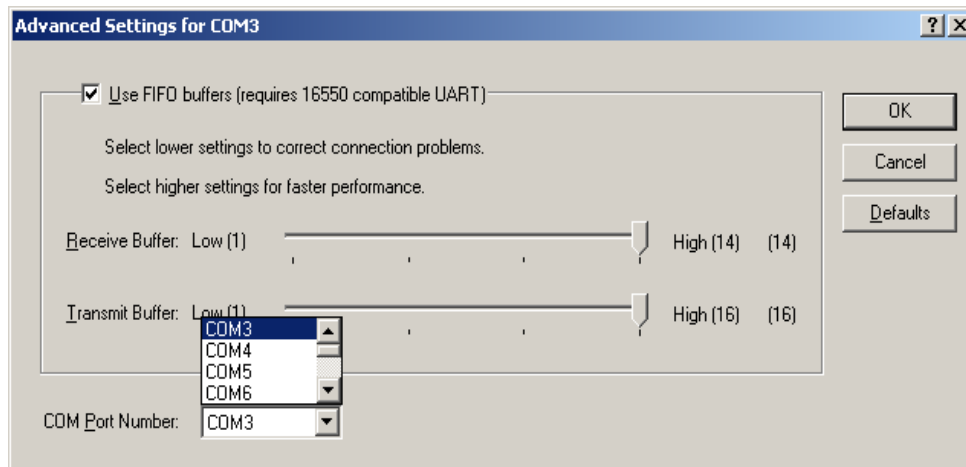 Advanced Settings for COM3
Use FIFO buffers (requires 16550 compatible UART)
OK
Select lower settings to correct connection problems.
Cancel
Select higher settings for faster performance.
Defaults
Receive Buffer: Low (1) High (14) (14)
Transmit Buffer: Low (1) High (16) (16)
COM3
COM4
COM5
COM6
COM Port Number: COM3